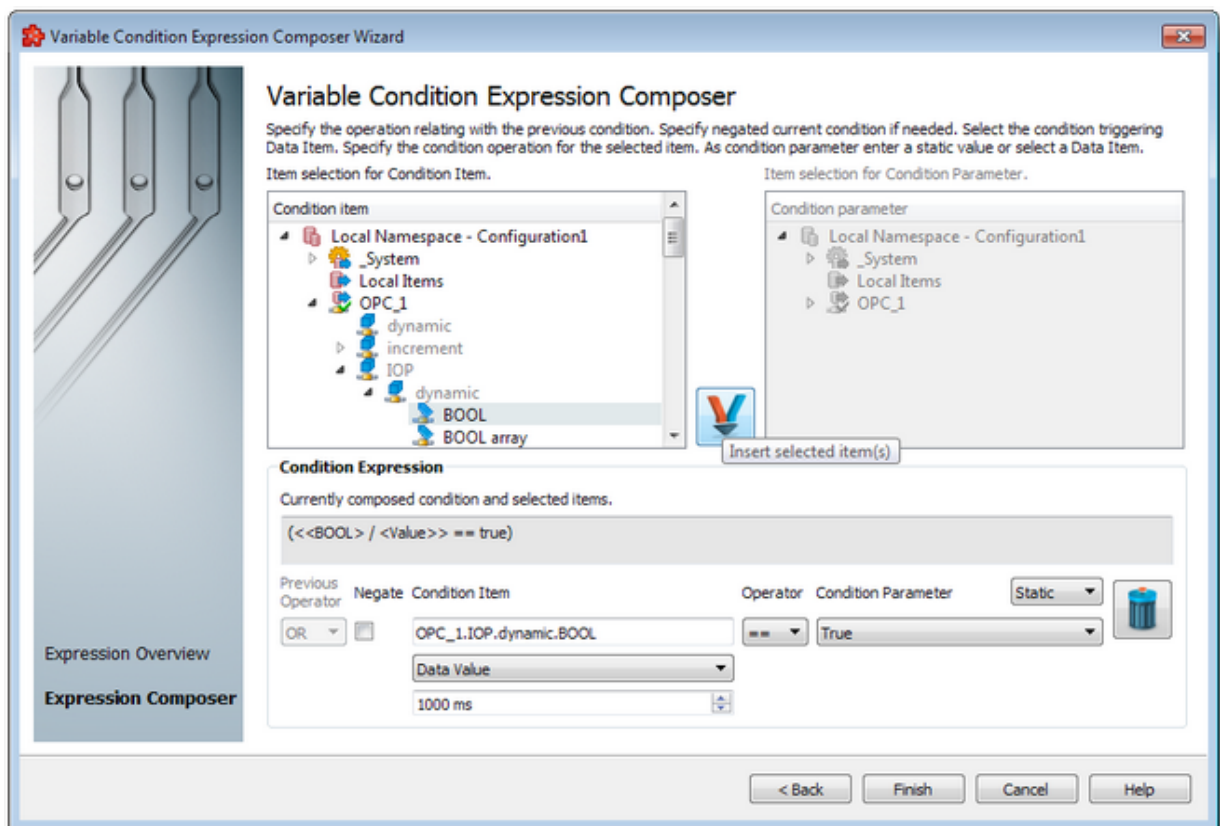 Variable Condition Expression Composer Wizard
Variable Condition Expression Composer
Specify the operation relating with the previous condition. Specify negated current condition if needed. Select the condition triggering
Data Item. Specify the condition operation for the selected item. As condition parameter enter a static value or select a Data Item.
Item selection for Condition Item.
Item selection for Condition Parameter.
Condition item
Local Namespace - Configuration1
_System
Local Items
OPC_1
dynamic
increment
IOP
dynamic
BOOL
BOOL array
Condition parameter
Local Namespace - Configuration1
_System
Local Items
OPC_1
Insert selected item(s)
Condition Expression
Currently composed condition and selected items.
(<<BOOL> / <Value>> == true)
Previous
Operator
Negate
Condition Item
Operator
Condition Parameter
Static
OR
OPC_1.IOP.dynamic.BOOL
==
True
Data Value
1000 ms
Expression Overview
Expression Composer
< Back
Finish
Cancel
Help